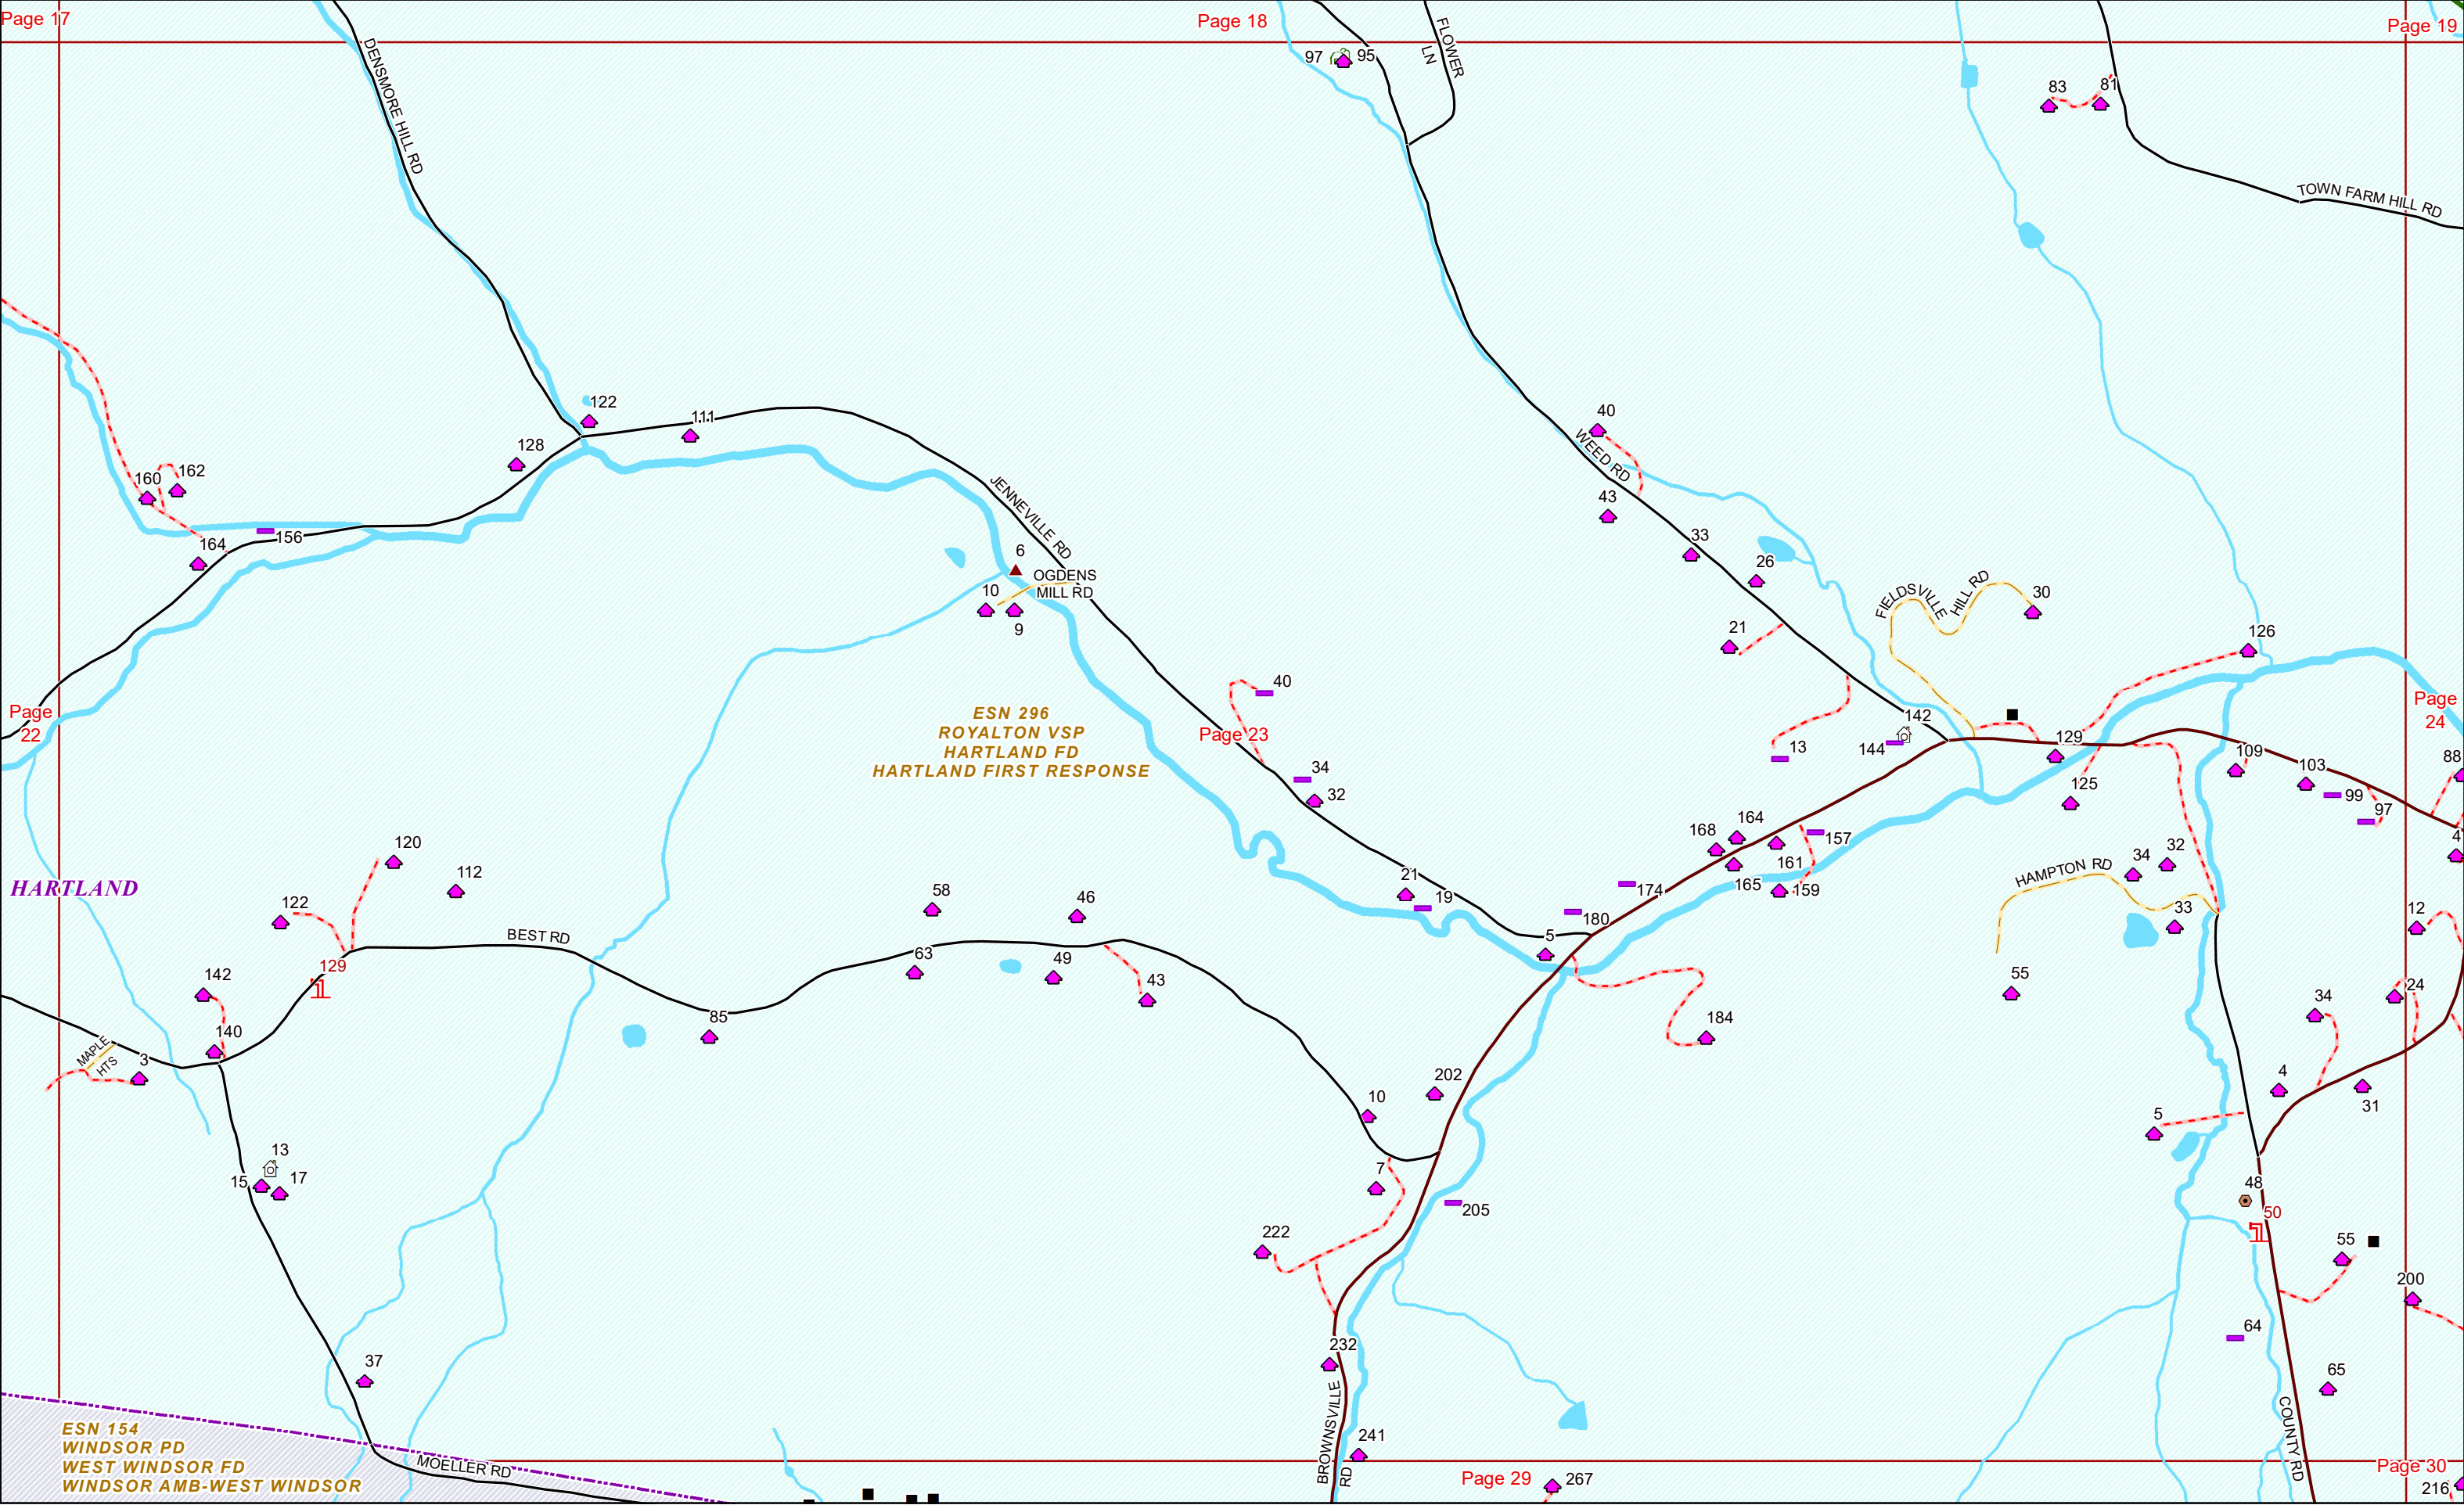 Page 17
Page 18
Page 19
DENSMORE HILL RD
FLOWER
LN
97
95
83
81
TOWN FARM HILL RD
122
111
128
40
WEED RD
162
160
43
JENNEVILLE RD
156
164
33
6
26
OGDENS
MILL RD
FIELDSVILLE HILL RD
10
9
30
21
126
40
Page
22
ESN 296
ROYALTON VSP
HARTLAND FD
HARTLAND FIRST RESPONSE
Page 23
142
144
13
129
109
Page
24
88
34
32
103
125
99
97
164
168
157
4
161
120
112
HARTLAND
165
159
HAMPTON RD
34
32
122
58
46
21
19
174
180
33
12
BEST RD
5
63
49
129
142
43
55
24
34
85
184
140
MAPLE
HTS
3
202
4
10
31
5
13
15
17
7
48
205
50
222
55
200
64
232
37
65
BROWNSVILLE
RD
COUNTY RD
241
ESN 154
WINDSOR PD
WEST WINDSOR FD
WINDSOR AMB-WEST WINDSOR
MOELLER RD
Page 29
267
Page 30
216